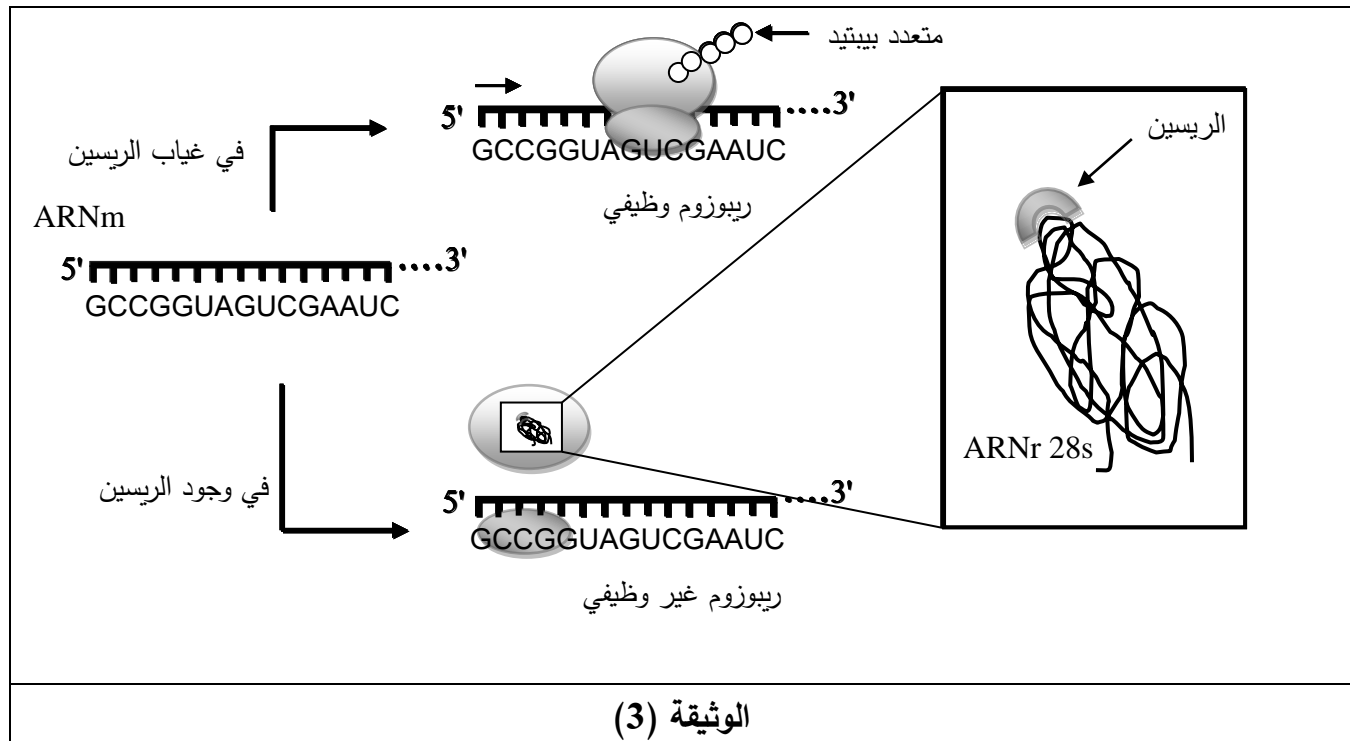 متعدد بيبتيد
5' ....3'
GCCGGUAGUCGAAUC
ريبوزوم وظيفي
في غياب الريسين
ARNm
5' ....3'
GCCGGUAGUCGAAUC
في وجود الريسين
5' ....3'
GCCGGUAGUCGAAUC
ريبوزوم غير وظيفي
الريسين
ARNr 28s
الوثيقة (3)